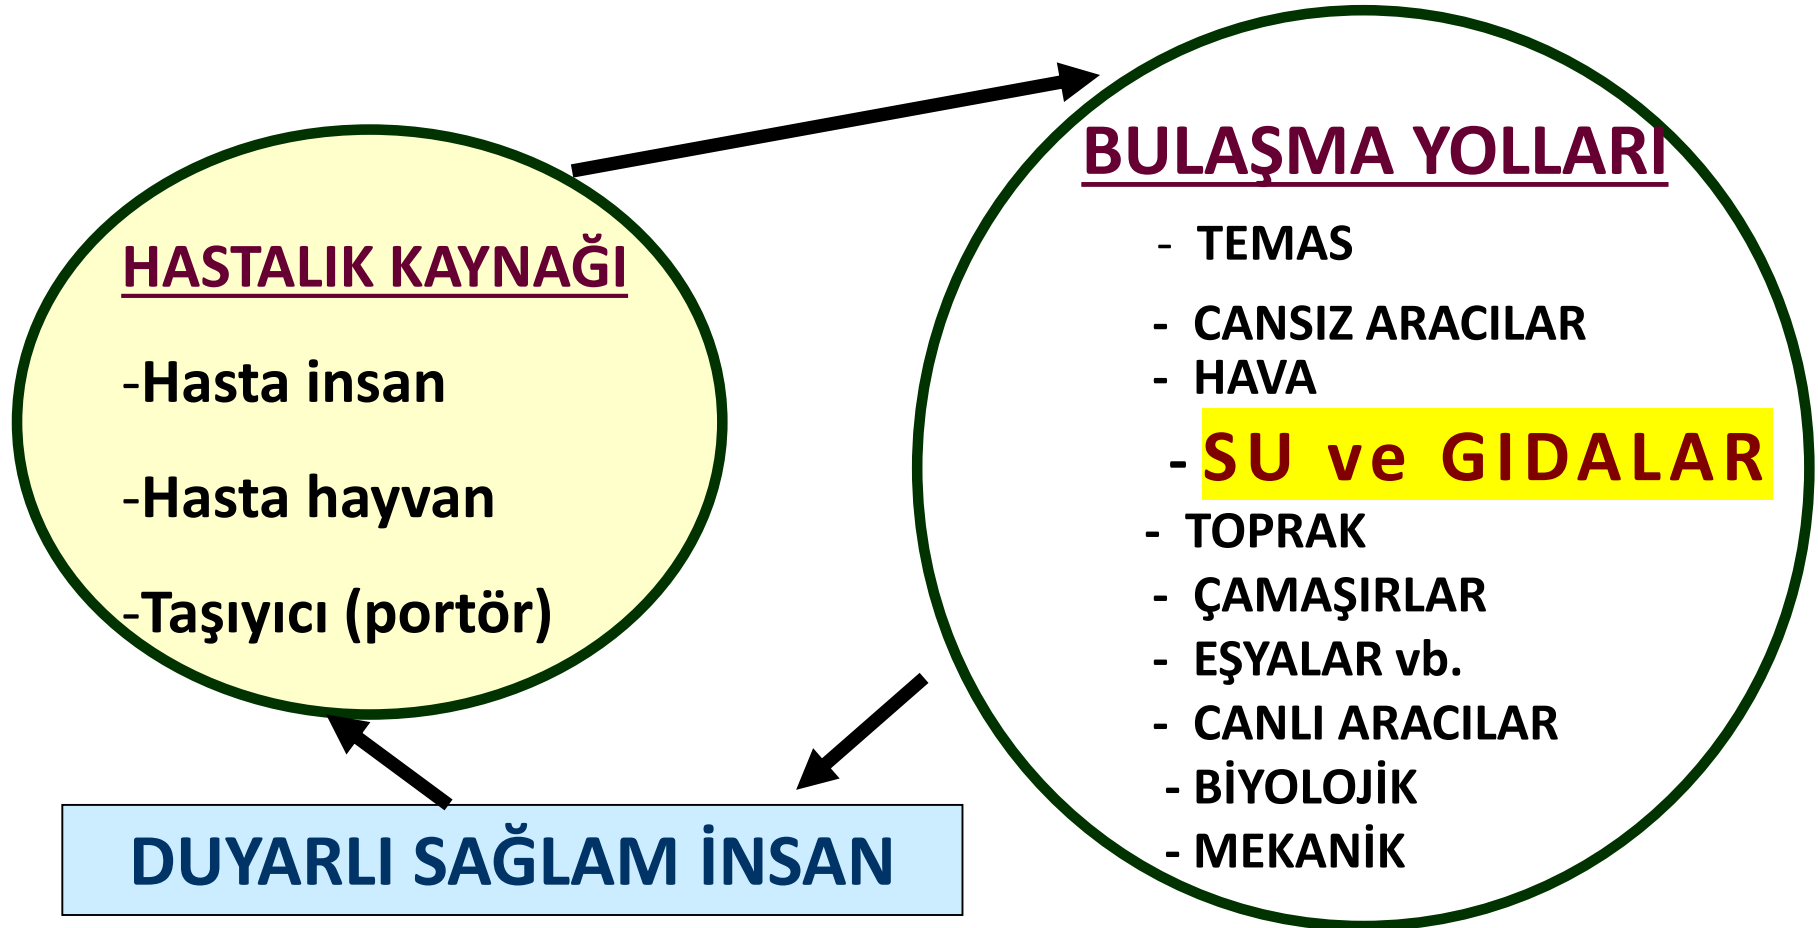 HASTALIK KAYNAĞI
-Hasta insan
-Hasta hayvan
-Taşıyıcı (portör)
BULAŞMA YOLLARI
- TEMAS
- CANSIZ ARACILAR
- HAVA
- SU ve GIDALAR
- TOPRAK
- ÇAMAŞIRLAR
- EŞYALAR vb.
- CANLI ARACILAR
- BİYOLOJİK
- MEKANİK
DUYARLI SAĞLAM İNSAN